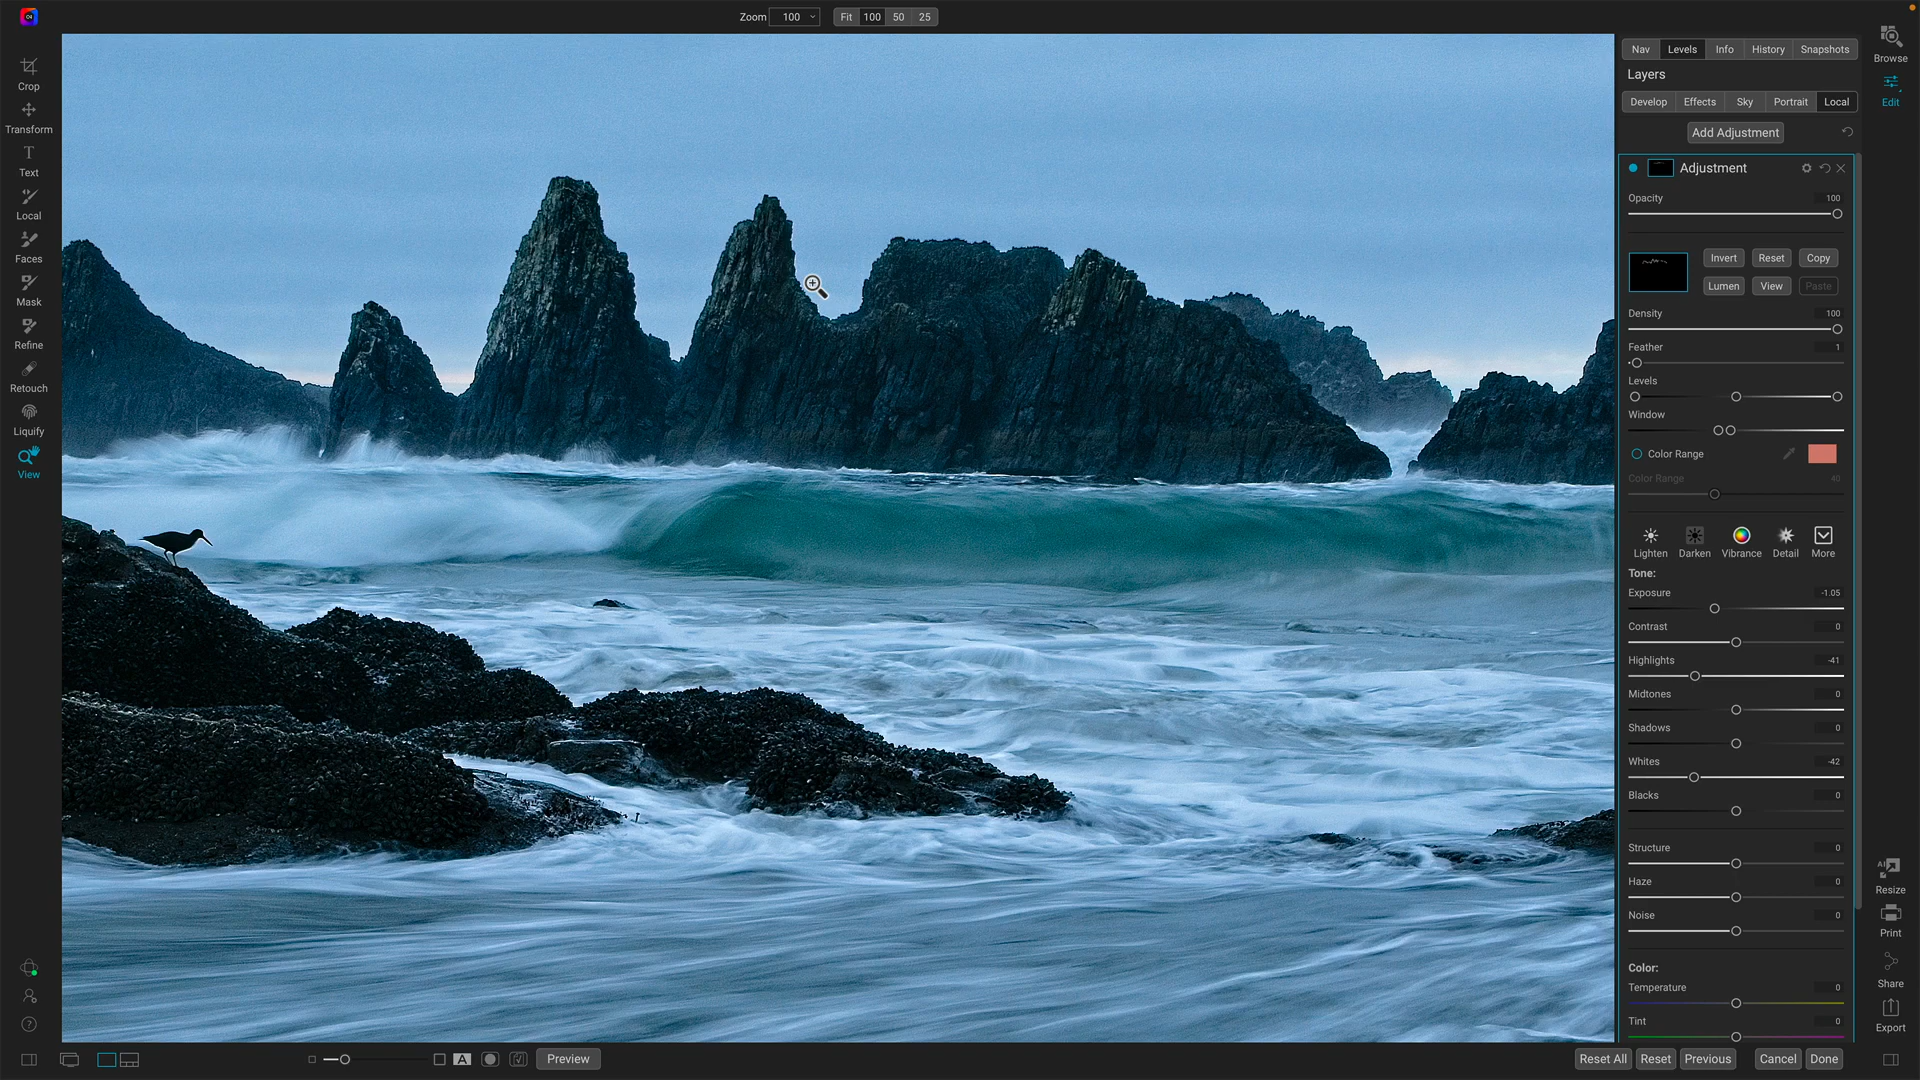 Zoom 100 Fit 100 50 25
Crop
Transform
Text
Local
Faces
Mask
Refine
Retouch
Liquify
View
Nav Levels Info History Snapshots
Layers
Develop Effects Sky Portrait Local
Add Adjustment
Adjustment
Opacity 100
Invert Reset Copy
Lumen View Paste
Density 100
Feather 1
Levels
Window
Color Range
Color Range 40
Lighten Darken Vibrance Detail More
Tone:
Exposure -1.05
Contrast 0
Highlights -41
Midtones 0
Shadows 0
Whites -42
Blacks 0
Structure 0
Haze 0
Noise 0
Color:
Temperature 0
Tint 0
Browse
Edit
AI
Resize
Print
Share
Export
?
A
Preview
Reset All Reset Previous Cancel Done